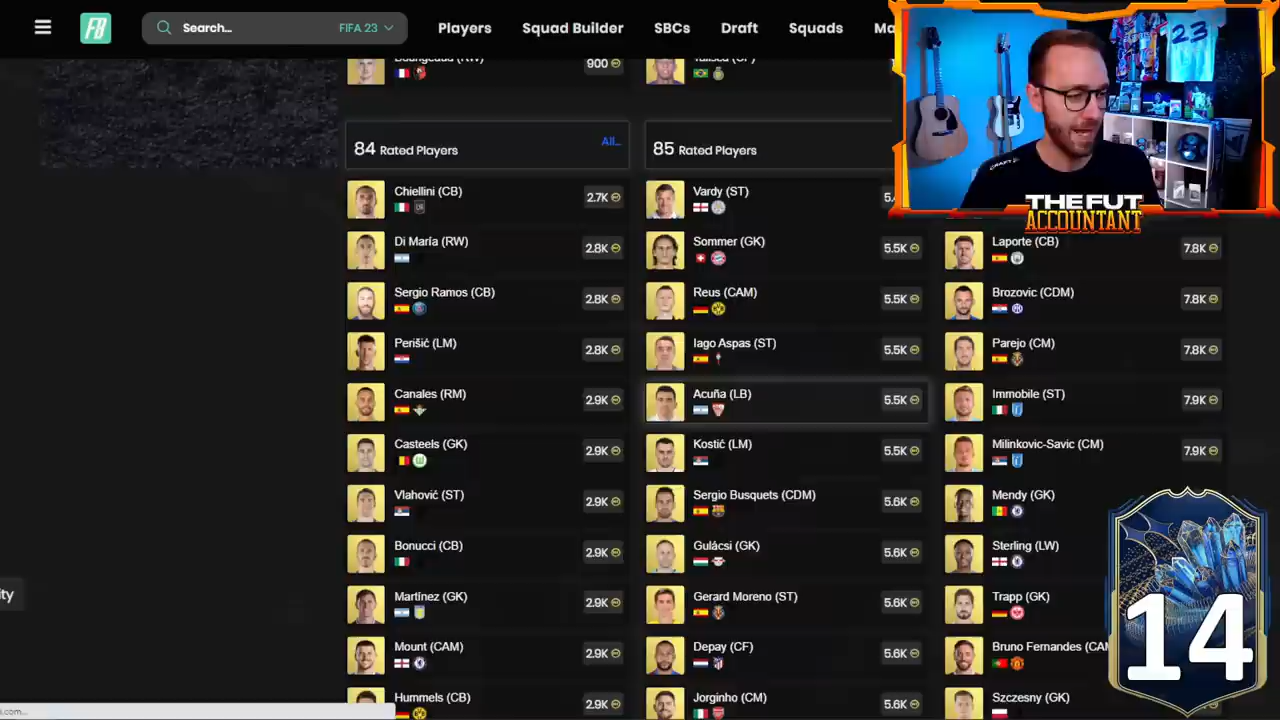 FB
Search...
FIFA 23
Players
Squad Builder
SBCs
Draft
Squads
900
84 Rated Players
All...
85 Rated Players
Chiellini (CB)
2.7K
Vardy (ST)
Di María (RW)
2.8K
Sommer (GK)
5.5K
Laporte (CB)
7.8K
Sergio Ramos (CB)
2.8K
Reus (CAM)
5.5K
Brozovic (CDM)
7.8K
Perišić (LM)
2.8K
Iago Aspas (ST)
5.5K
Parejo (CM)
7.8K
Canales (RM)
2.9K
Acuña (LB)
5.5K
Immobile (ST)
7.9K
Casteels (GK)
2.9K
Kostić (LM)
5.5K
Milinkovic-Savic (CM)
7.9K
Vlahović (ST)
2.9K
Sergio Busquets (CDM)
5.6K
Mendy (GK)
Bonucci (CB)
2.9K
Gulácsi (GK)
5.6K
Sterling (LW)
Martínez (GK)
2.9K
Gerard Moreno (ST)
5.6K
Trapp (GK)
Mount (CAM)
2.9K
Depay (CF)
5.6K
Bruno Fernandes (CAM
Hummels (CB)
2.9K
Jorginho (CM)
5.6K
Szczesny (GK)
ity
THE FUT
ACCOUNTANT
23
14